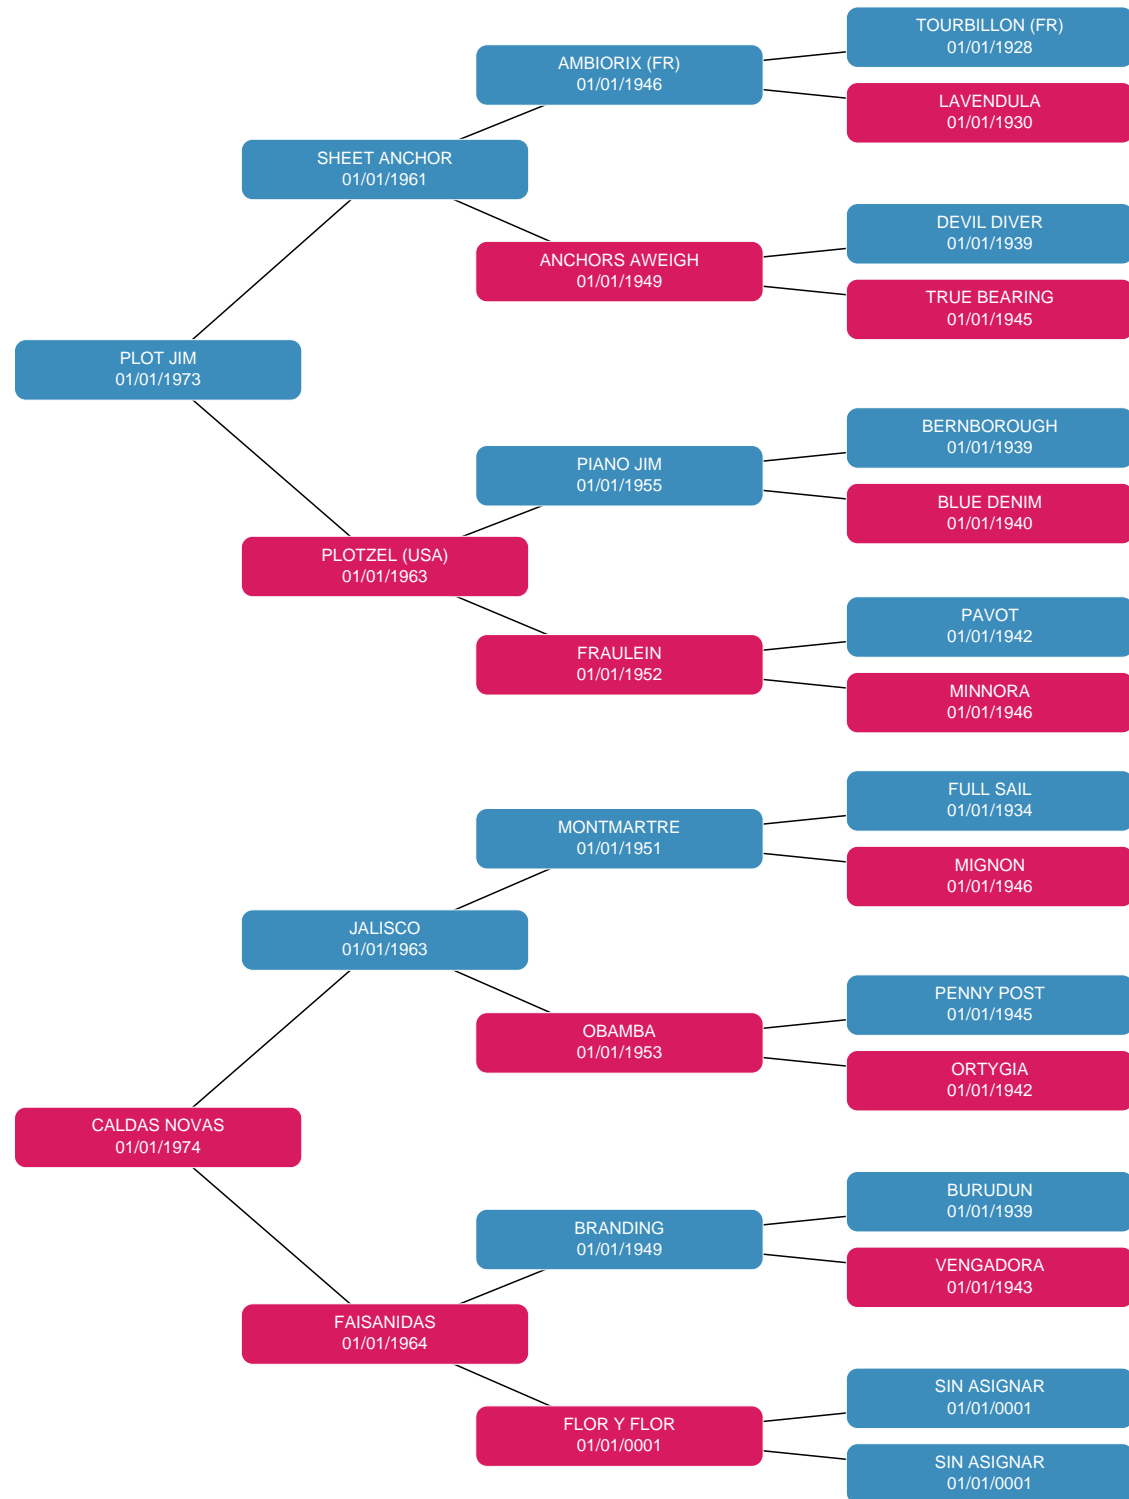 TOURBILLON (FR)
01/01/1928
AMBIORIX (FR)
01/01/1946
LAVENDULA
01/01/1930
SHEET ANCHOR
01/01/1961
DEVIL DIVER
01/01/1939
ANCHORS AWEIGH
01/01/1949
TRUE BEARING
01/01/1945
PLOT JIM
01/01/1973
BERNBOROUGH
01/01/1939
PIANO JIM
01/01/1955
BLUE DENIM
01/01/1940
PLOTZEL (USA)
01/01/1963
PAVOT
01/01/1942
FRAULEIN
01/01/1952
MINNORA
01/01/1946
FULL SAIL
01/01/1934
MONTMARTRE
01/01/1951
MIGNON
01/01/1946
JALISCO
01/01/1963
PENNY POST
01/01/1945
OBAMBA
01/01/1953
ORTYGIA
01/01/1942
CALDAS NOVAS
01/01/1974
BURUDUN
01/01/1939
BRANDING
01/01/1949
VENGADORA
01/01/1943
FAISANIDAS
01/01/1964
SIN ASIGNAR
01/01/0001
FLOR Y FLOR
01/01/0001
SIN ASIGNAR
01/01/0001